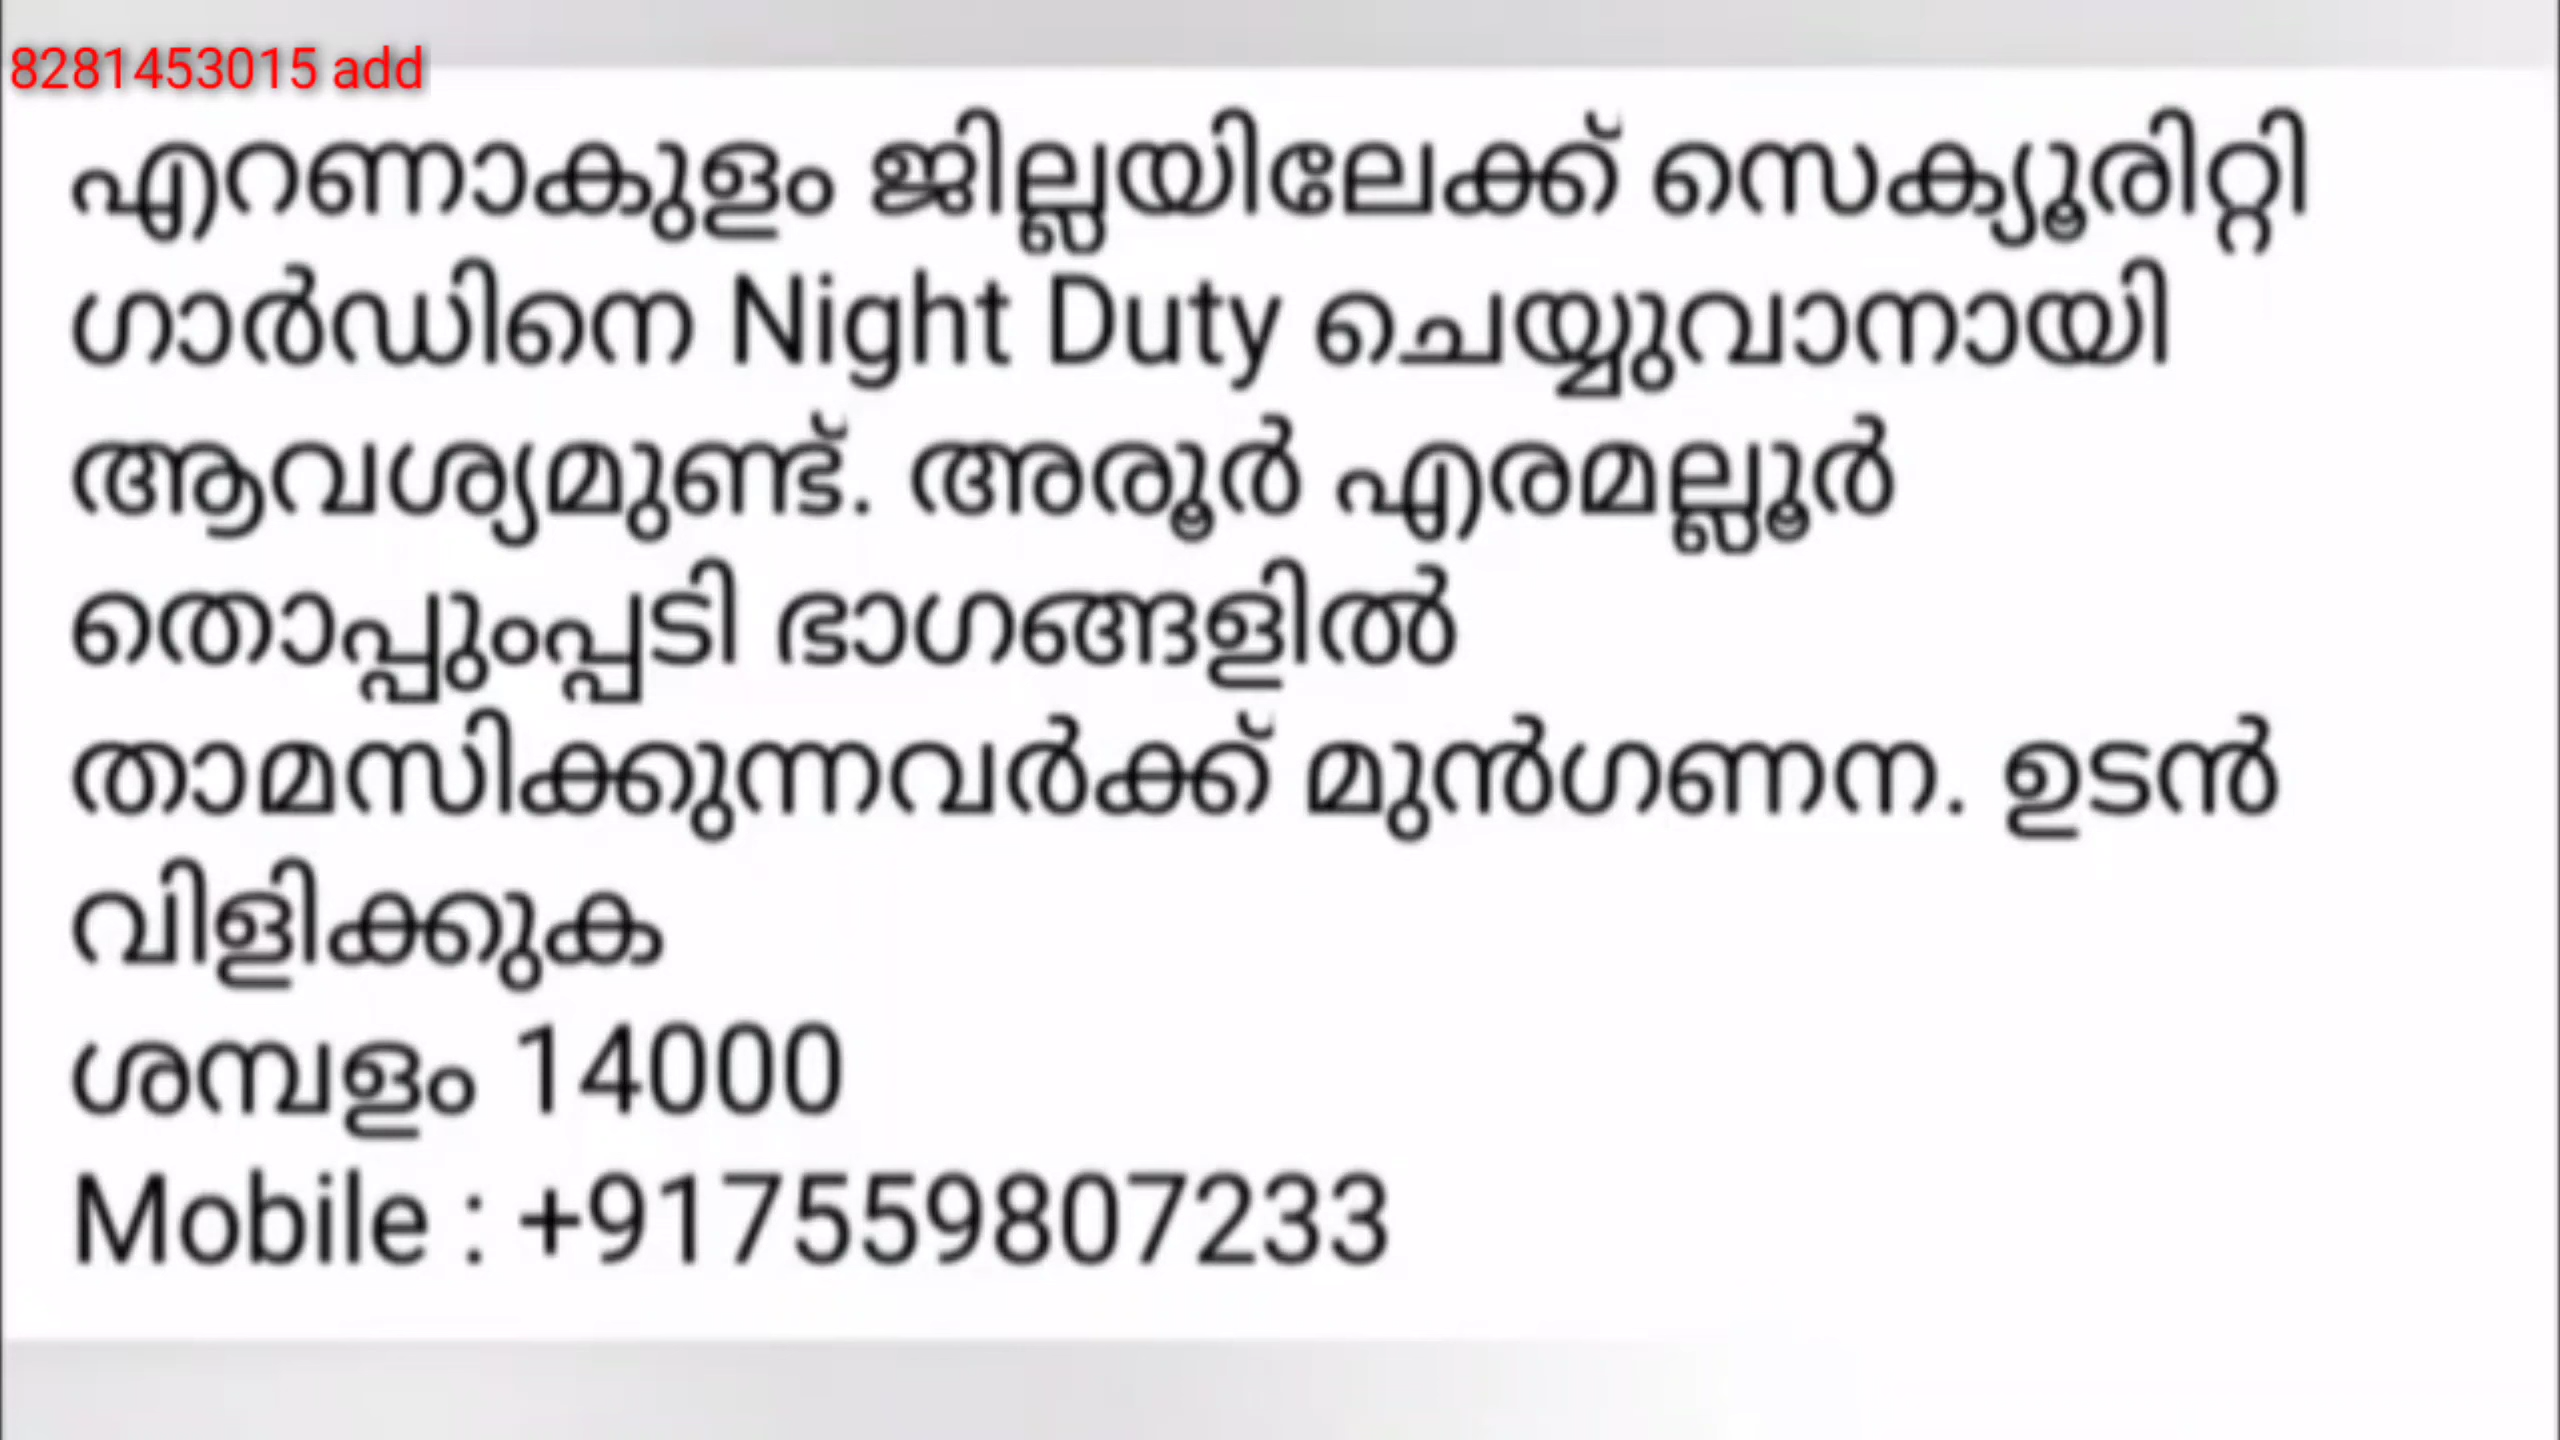 8281453015 add
എറണാകുളം ജില്ലയിലേക്ക് സെക്യൂരിറ്റി
ഗാർഡിനെ Night Duty ചെയ്യുവാനായി
ആവശ്യമുണ്ട്. അരൂർ എരമല്ലൂർ
തൊപ്പുംപ്പടി ഭാഗങ്ങളിൽ
താമസിക്കുന്നവർക്ക് മുൻഗണന. ഉടൻ
വിളിക്കുക
ശമ്പളം 14000
Mobile : +917559807233